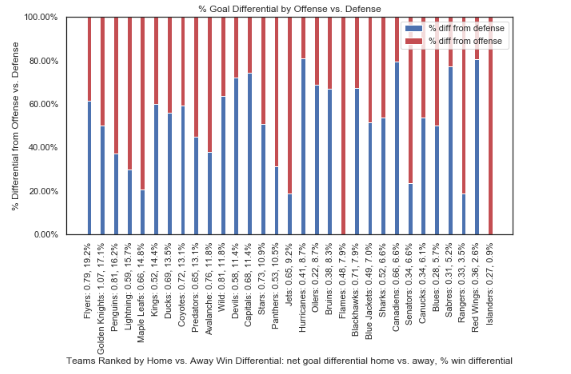 % Goal Differential by Offense vs. Defense
% diff from defense
% diff from offense
% Differential from Offense vs. Defense
100.00%
80.00%
60.00%
40.00%
20.00%
0.00%
Flyers: 0.79, 19.2%
Golden Knights: 1.07, 17.1%
Penguins: 0.81, 16.2%
Lightning: 0.59, 15.7%
Maple Leafs: 0.66, 14.8%
Kings: 0.52, 14.4%
Ducks: 0.69, 13.5%
Coyotes: 0.72, 13.1%
Predators: 0.65, 13.1%
Avalanche: 0.76, 11.8%
Wild: 0.81, 11.8%
Devils: 0.58, 11.4%
Capitals: 0.68, 11.4%
Stars: 0.73, 10.9%
Panthers: 0.53, 10.5%
Jets: 0.65, 9.2%
Hurricanes: 0.41, 8.7%
Oilers: 0.22, 8.7%
Bruins: 0.38, 8.3%
Flames: 0.48, 7.9%
Blackhawks: 0.71, 7.9%
Blue Jackets: 0.49, 7.0%
Sharks: 0.52, 6.6%
Canadiens: 0.66, 6.6%
Senators: 0.34, 6.6%
Canucks: 0.34, 6.1%
Blues: 0.28, 5.7%
Sabres: 0.31, 5.2%
Rangers: 0.33, 3.5%
Red Wings: 0.36, 2.6%
Islanders: 0.27, 0.9%
Teams Ranked by Home vs. Away Win Differential: net goal differential home vs. away, % win differential